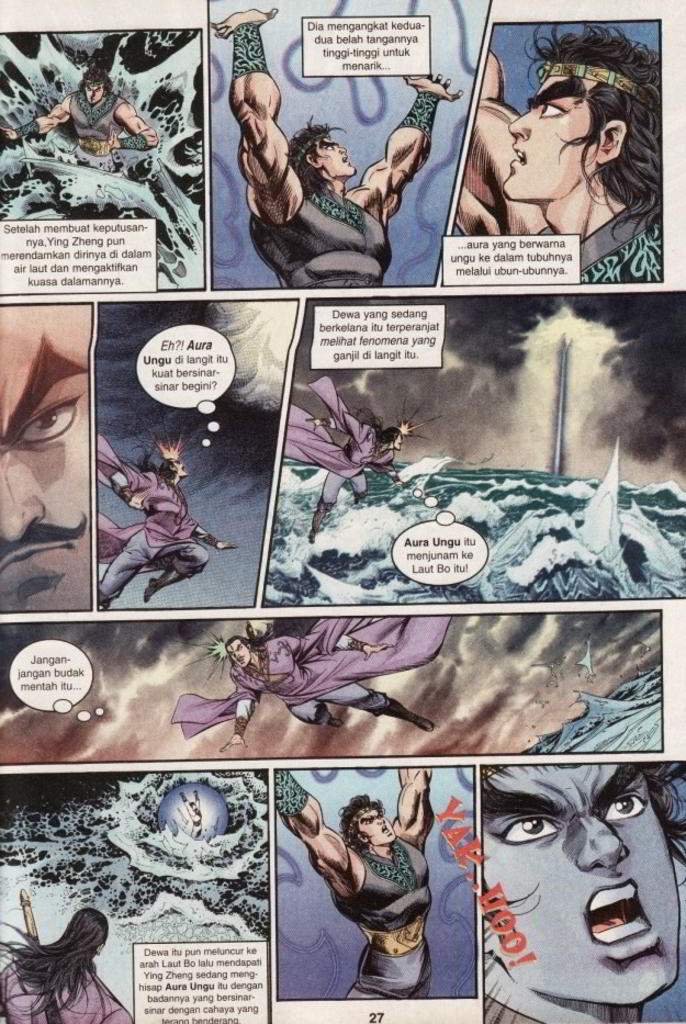 Setelah membuat keputusan-
nya,Ying Zheng pun
merendamkan dirinya di dalam
air laut dan mengaktifkan
kuasa dalamannya.
Dia mengangkat kedua-
dua belah tangannya
tinggi-tinggi untuk
menarik...
...aura yang berwarna
ungu ke dalam tubuhnya
melalui ubun-ubunnya.
Eh?! Aura
Ungu di langit itu
kuat bersinar-
sinar begini?
Dewa yang sedang
berkelana itu terperanjat
melihat fenomena yang
ganjil di langit itu.
Aura Ungu itu
menjunam ke
Laut Bo itu!
Jangan-
jangan budak
mentah itu...
Dewa itu pun meluncur ke
arah Laut Bo lalu mendapati
Ying Zheng sedang meng-
hisap Aura Ungu itu dengan
badannya yang bersinar-
sinar dengan cahaya yang
terang benderang.
YAK..HOO!
27